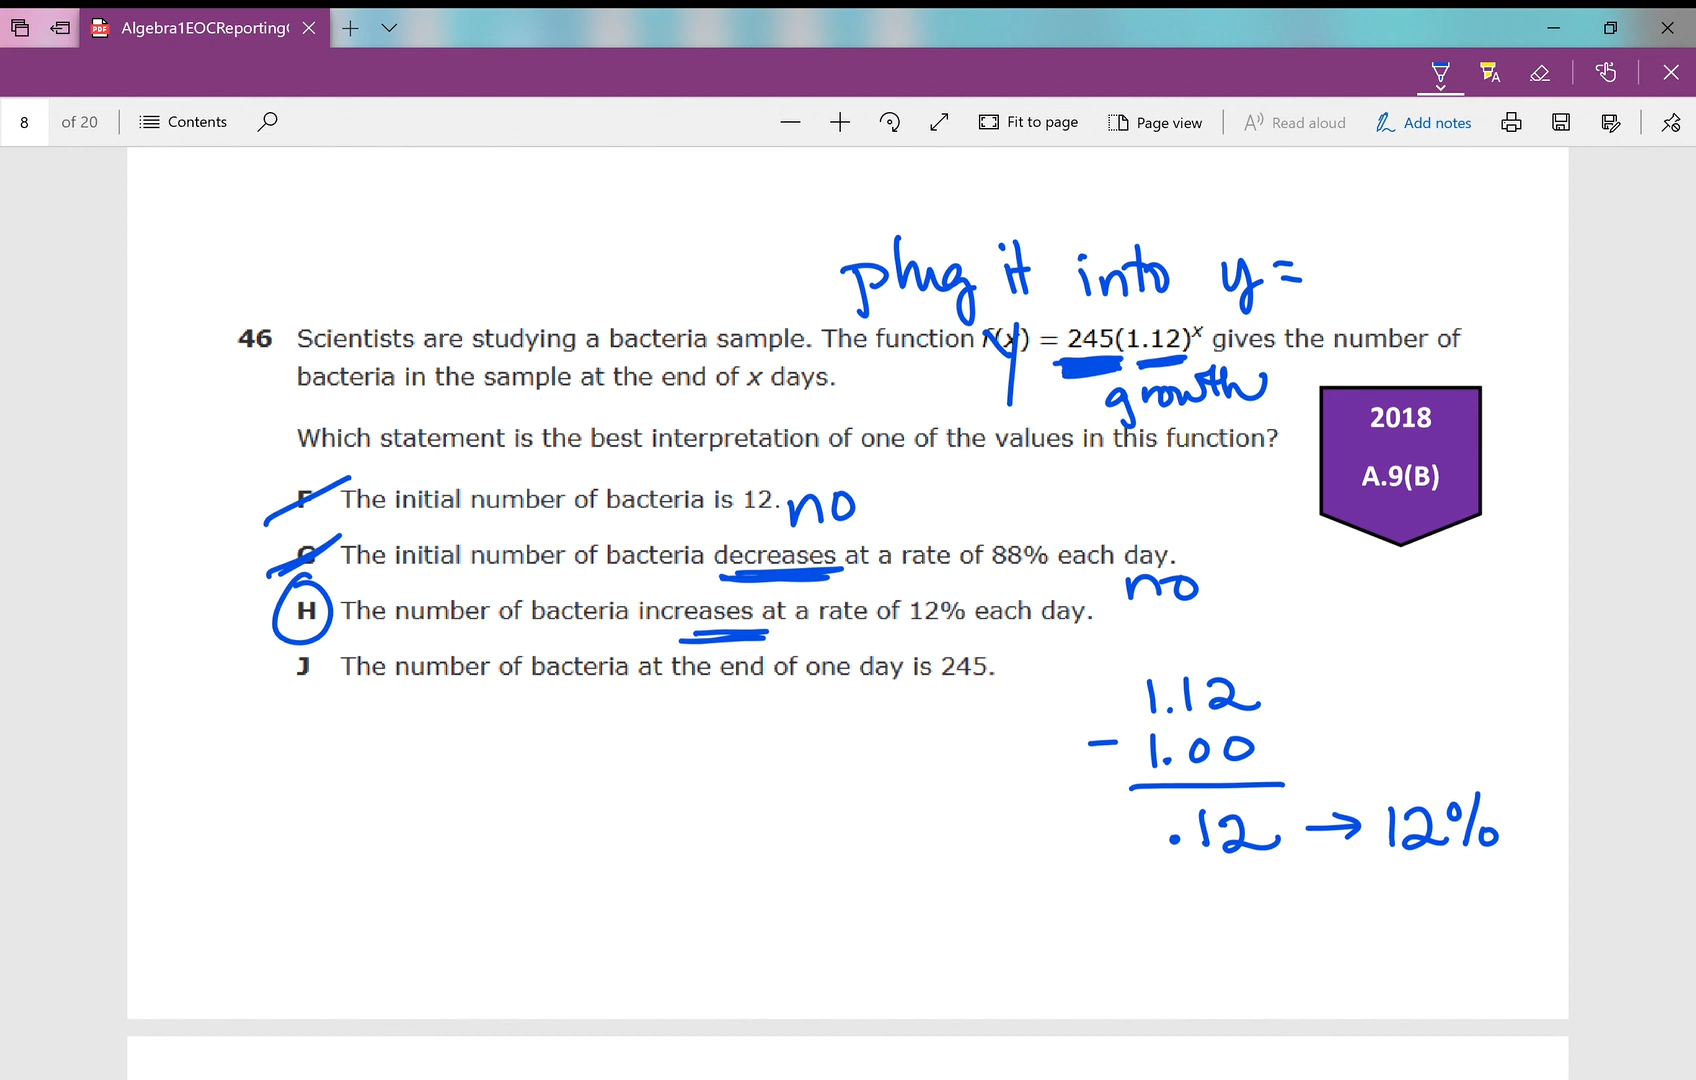 Algebra1EOCReporting(
8 of 20 Contents Fit to page Page view Read aloud Add notes
plug it into y =
46 Scientists are studying a bacteria sample. The function f(x) = 245(1.12)ˣ gives the number of
y
bacteria in the sample at the end of x days.
growth
2018
A.9(B)
Which statement is the best interpretation of one of the values in this function?
F The initial number of bacteria is 12. no
G The initial number of bacteria decreases at a rate of 88% each day.
no
H The number of bacteria increases at a rate of 12% each day.
J The number of bacteria at the end of one day is 245.
1.12
- 1.00
.12 → 12%